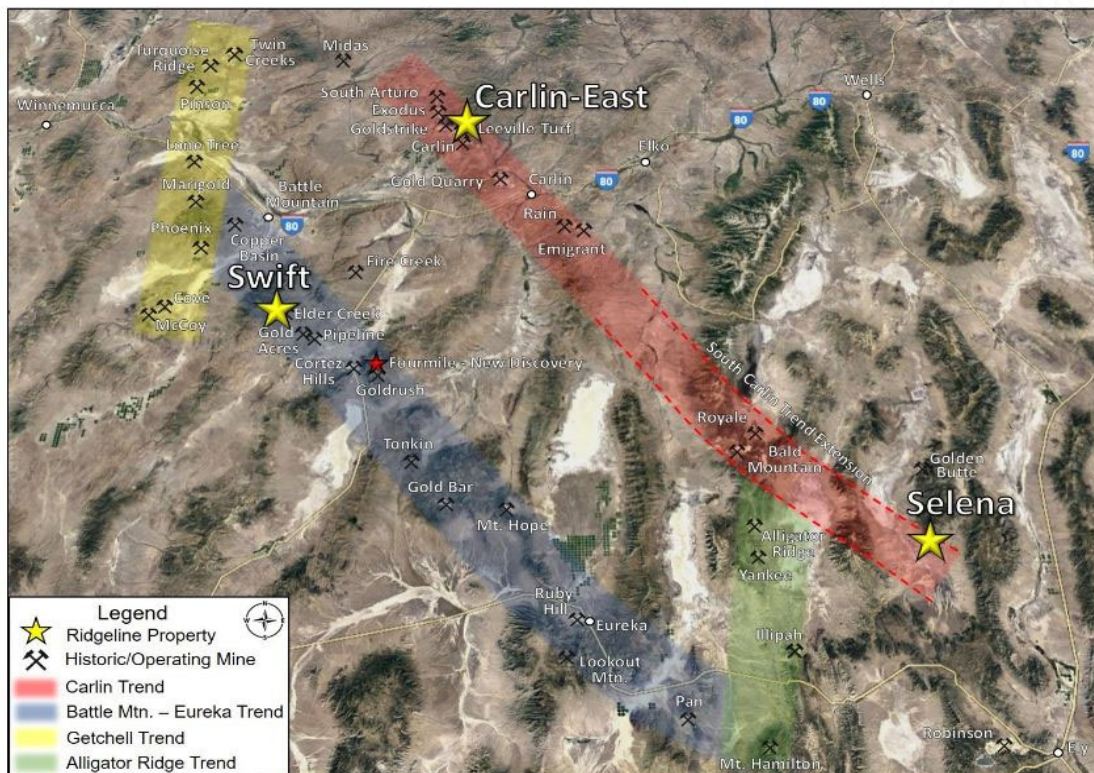 Turquoise
Ridge
Twin
Creeks
Midas
Pinson
Winnemucca
South Arturo
Exodus
Goldstrike
Carlin
Carlin-East
Leeville Turf
Wells
80
80
80
Elko
80
Lone Tree
Marigold
Battle
Mountain
Gold Quarry
Carlin
Rain
Emigrant
80
Phoenix
Copper
Basin
Fire Creek
Swift
Cove
McCoy
Elder Creek
Gold
Acres
Pipeline
Cortez
Hills
Fourmile - New Discovery
Goldrush
South Carlin Trend Extension
Royale
Bald
Mountain
Golden
Butte
Tonkin
Gold Bar
Mt. Hope
Selena
Alligator
Ridge
Yankee
Ruby
Hill
Eureka
Illipah
Lookout
Mtn.
Pan
Mt. Hamilton
Robinson
Ely
Legend
N
W E
S
Ridgeline Property
Historic/Operating Mine
Carlin Trend
Battle Mtn. – Eureka Trend
Getchell Trend
Alligator Ridge Trend